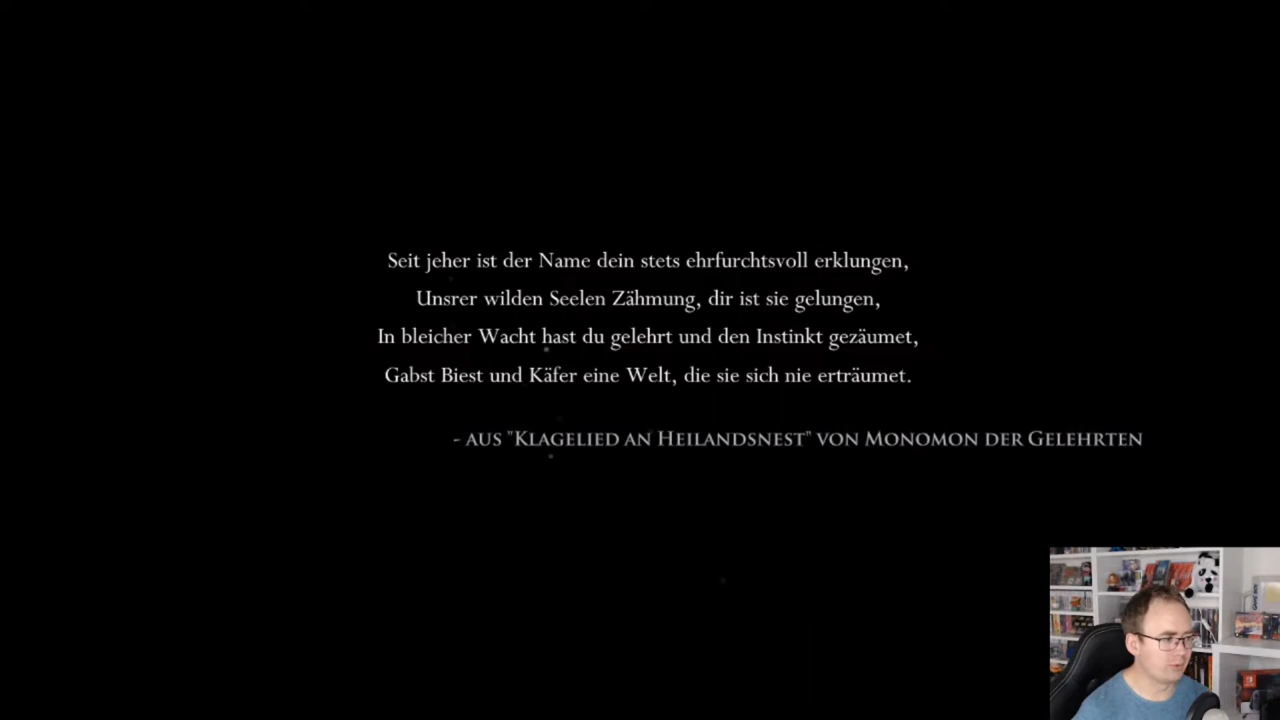 Seit jeher ist der Name dein stets ehrfurchtsvoll erklungen,
Unsrer wilden Seelen Zähmung, dir ist sie gelungen,
In bleicher Wacht hast du gelehrt und den Instinkt gezäumet,
Gabst Biest und Käfer eine Welt, die sie sich nie erträumet.
- AUS "KLAGELIED AN HEILANDSNEST" VON MONOMON DER GELEHRTEN